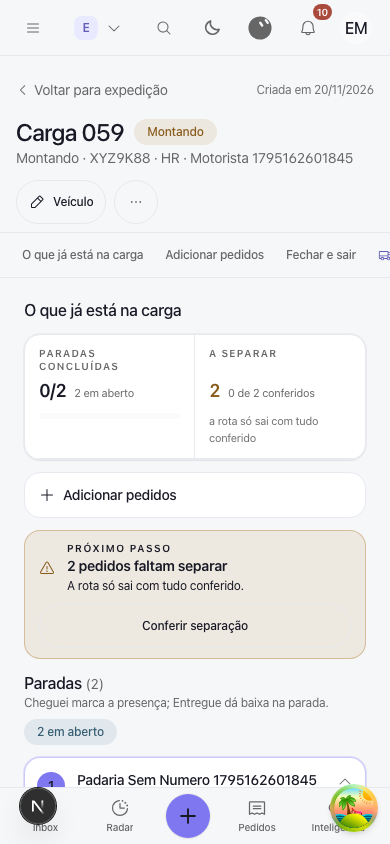 E
10
EM
Voltar para expedição
Criada em 20/11/2026
Carga 059
Montando
Montando · XYZ9K88 · HR · Motorista 1795162601845
Veículo
O que já está na carga
Adicionar pedidos
Fechar e sair
O que já está na carga
PARADAS
CONCLUÍDAS
0/2 2 em aberto
A SEPARAR
2 0 de 2 conferidos
a rota só sai com tudo
conferido
Adicionar pedidos
PRÓXIMO PASSO
2 pedidos faltam separar
A rota só sai com tudo conferido.
Conferir separação
Paradas (2)
Cheguei marca a presença; Entregue dá baixa na parada.
2 em aberto
1
Padaria Sem Numero 1795162601845
N
Inbox
Radar
Pedidos